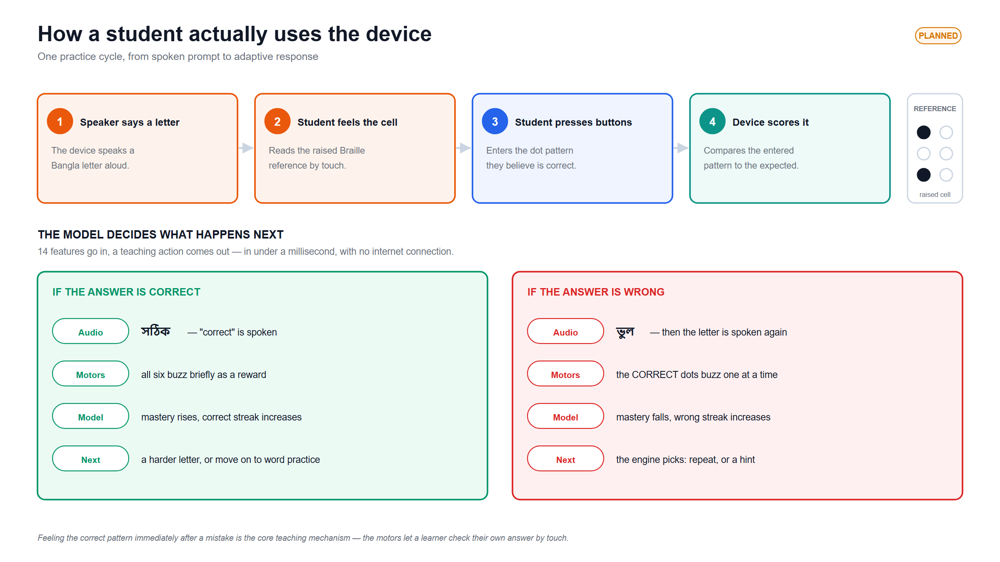 How a student actually uses the device
PLANNED
One practice cycle, from spoken prompt to adaptive response
1 Speaker says a letter
The device speaks a
Bangla letter aloud.
2 Student feels the cell
Reads the raised Braille
reference by touch.
3 Student presses buttons
Enters the dot pattern
they believe is correct.
4 Device scores it
Compares the entered
pattern to the expected.
REFERENCE
raised cell
THE MODEL DECIDES WHAT HAPPENS NEXT
14 features go in, a teaching action comes out — in under a millisecond, with no internet connection.
IF THE ANSWER IS CORRECT
Audio সঠিক — "correct" is spoken
Motors all six buzz briefly as a reward
Model mastery rises, correct streak increases
Next a harder letter, or move on to word practice
IF THE ANSWER IS WRONG
Audio ভুল — then the letter is spoken again
Motors the CORRECT dots buzz one at a time
Model mastery falls, wrong streak increases
Next the engine picks: repeat, or a hint
Feeling the correct pattern immediately after a mistake is the core teaching mechanism — the motors let a learner check their own answer by touch.